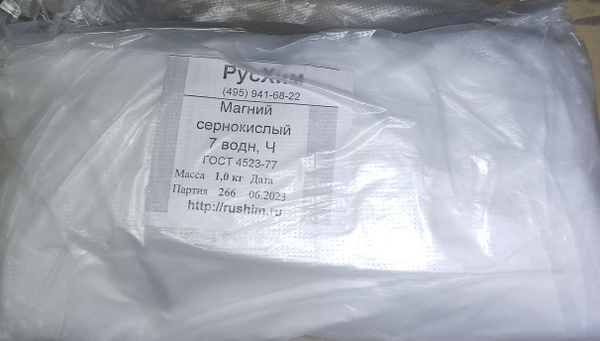 РусХим
(495) 941-68-22
Магний
сернокислый
7 водн, Ч
ГОСТ 4523-77
Масса 1,0 кг Дата
Партия 266 06.2023
http://rushim.ru